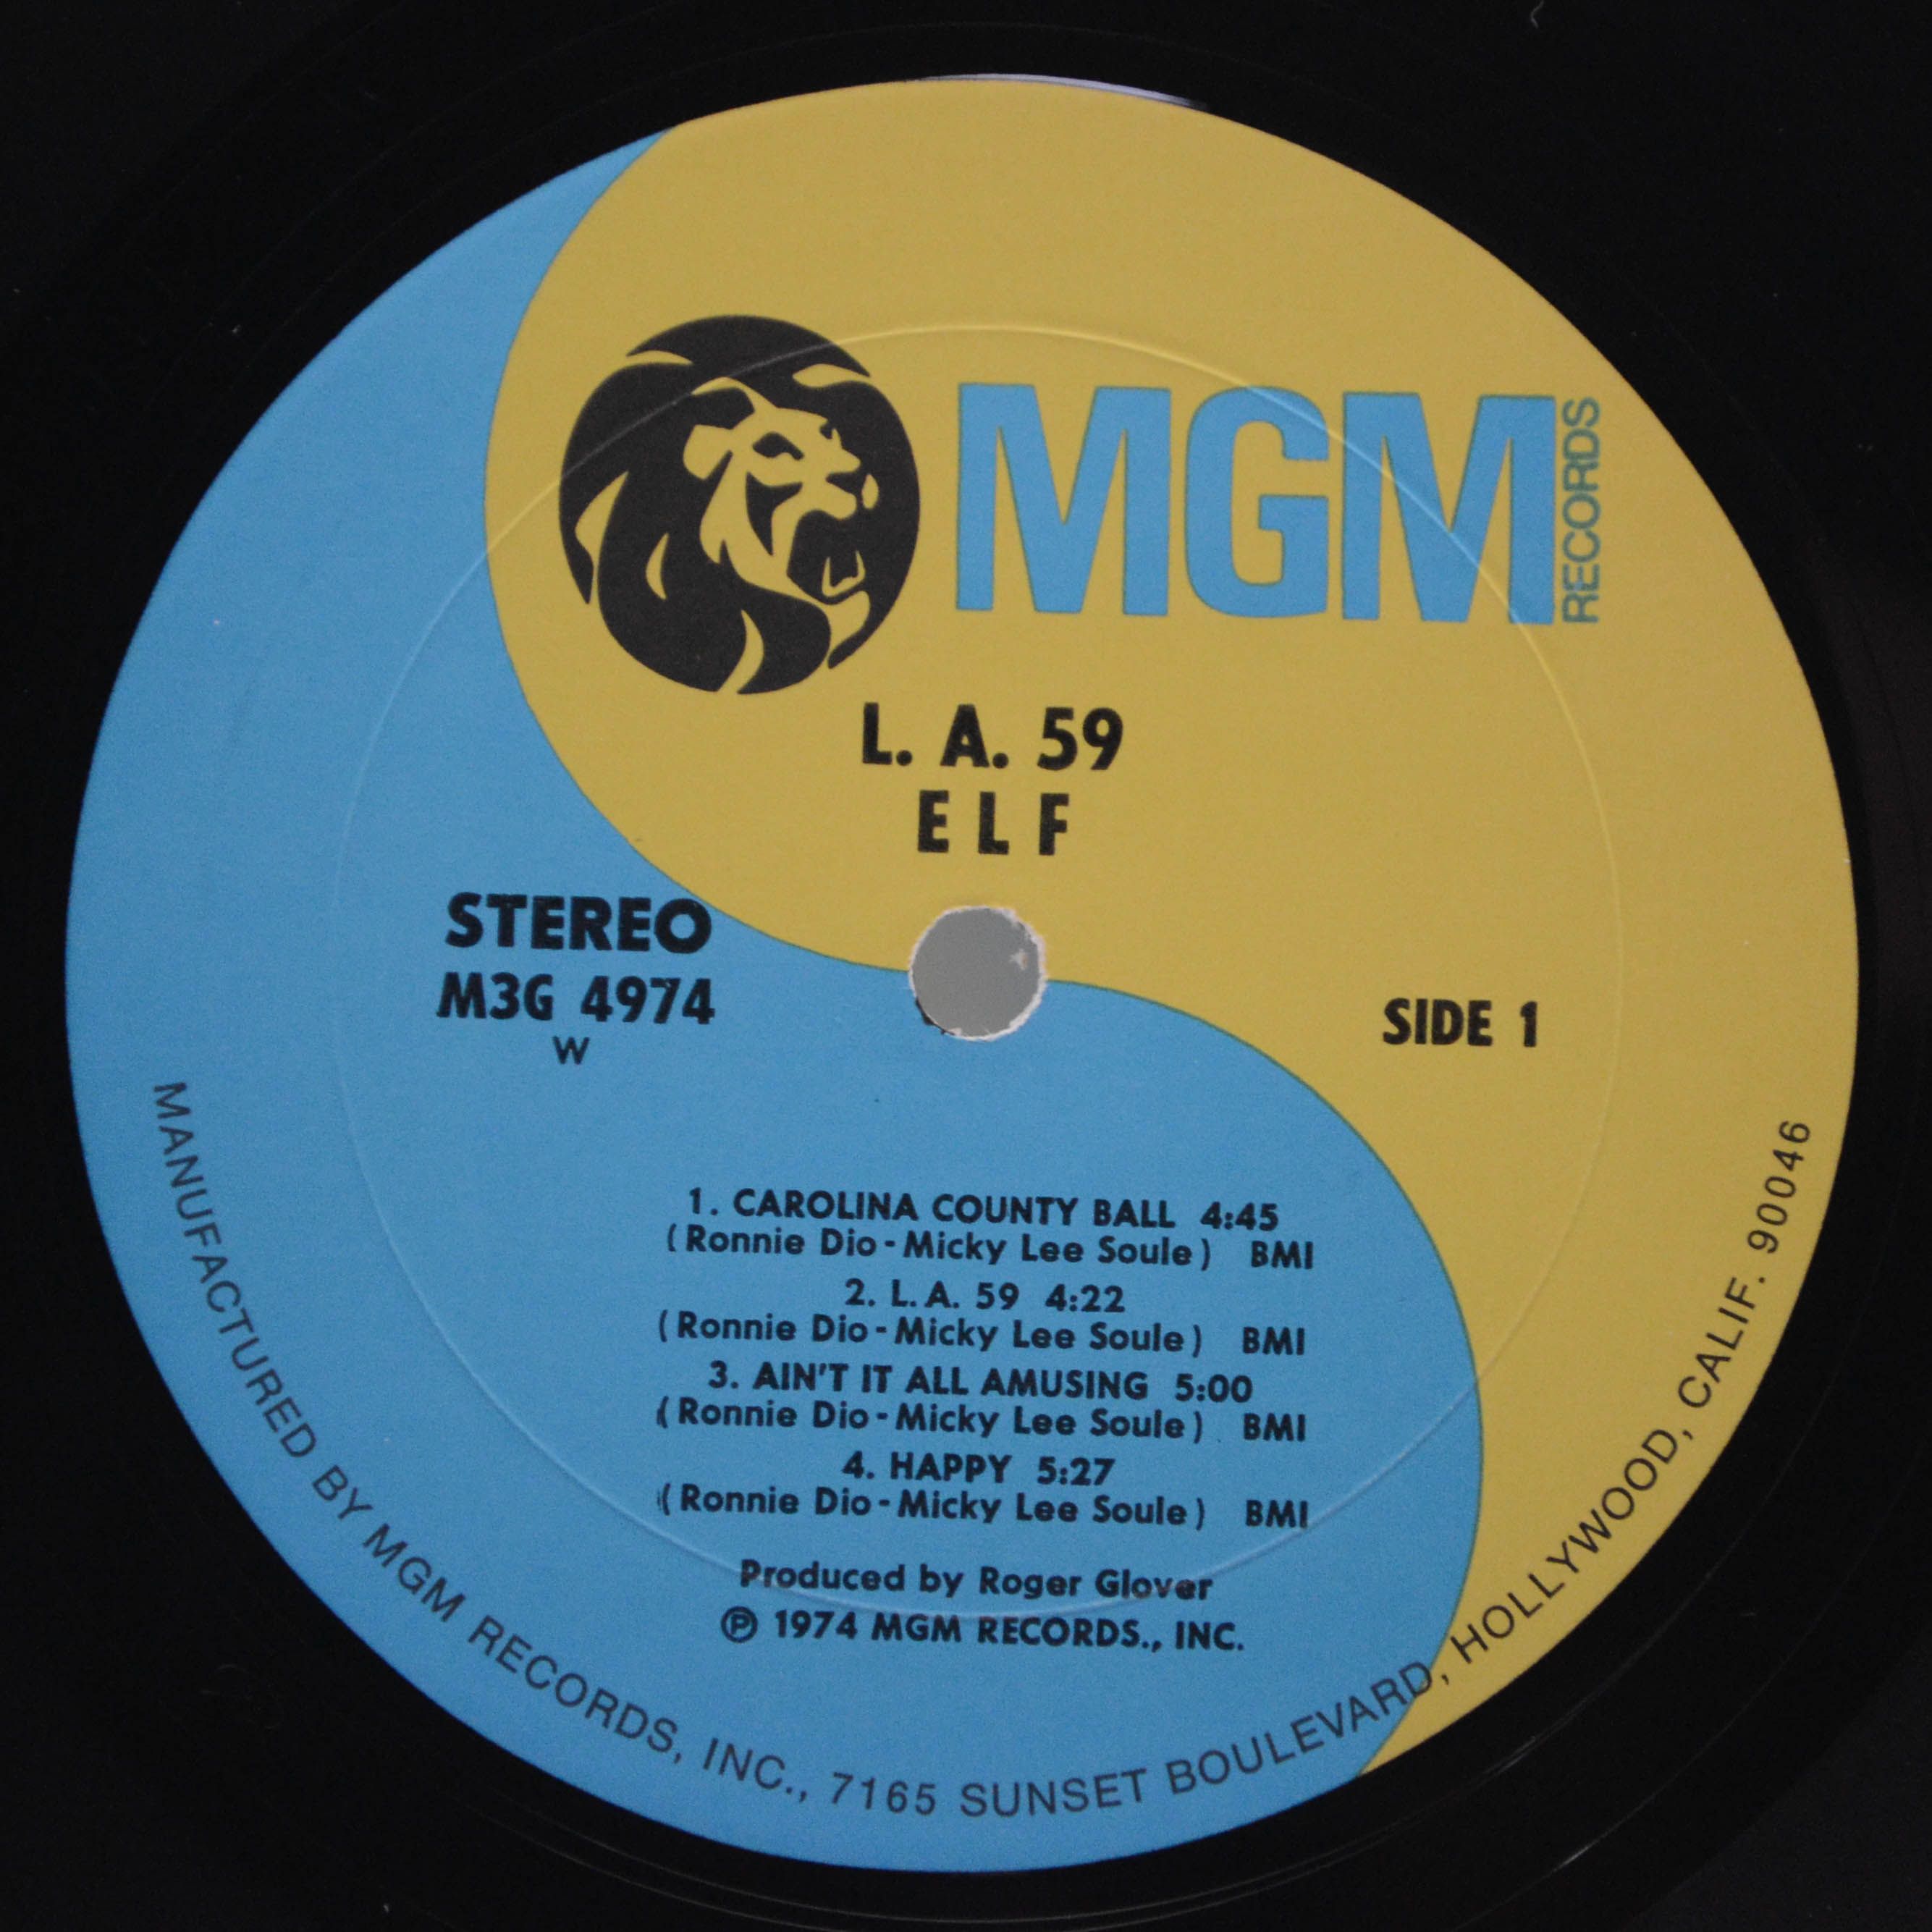 MGM RECORDS
L. A. 59
ELF
STEREO
M3G 4974
W
SIDE 1
1. CAROLINA COUNTY BALL 4:45
(Ronnie Dio - Micky Lee Soule) BMI
2. L.A. 59 4:22
(Ronnie Dio - Micky Lee Soule) BMI
3. AIN'T IT ALL AMUSING 5:00
(Ronnie Dio - Micky Lee Soule) BMI
4. HAPPY 5:27
(Ronnie Dio - Micky Lee Soule) BMI
Produced by Roger Glover
℗ 1974 MGM RECORDS., INC.
MANUFACTURED BY MGM RECORDS, INC., 7165 SUNSET BOULEVARD, HOLLYWOOD, CALIF. 90046